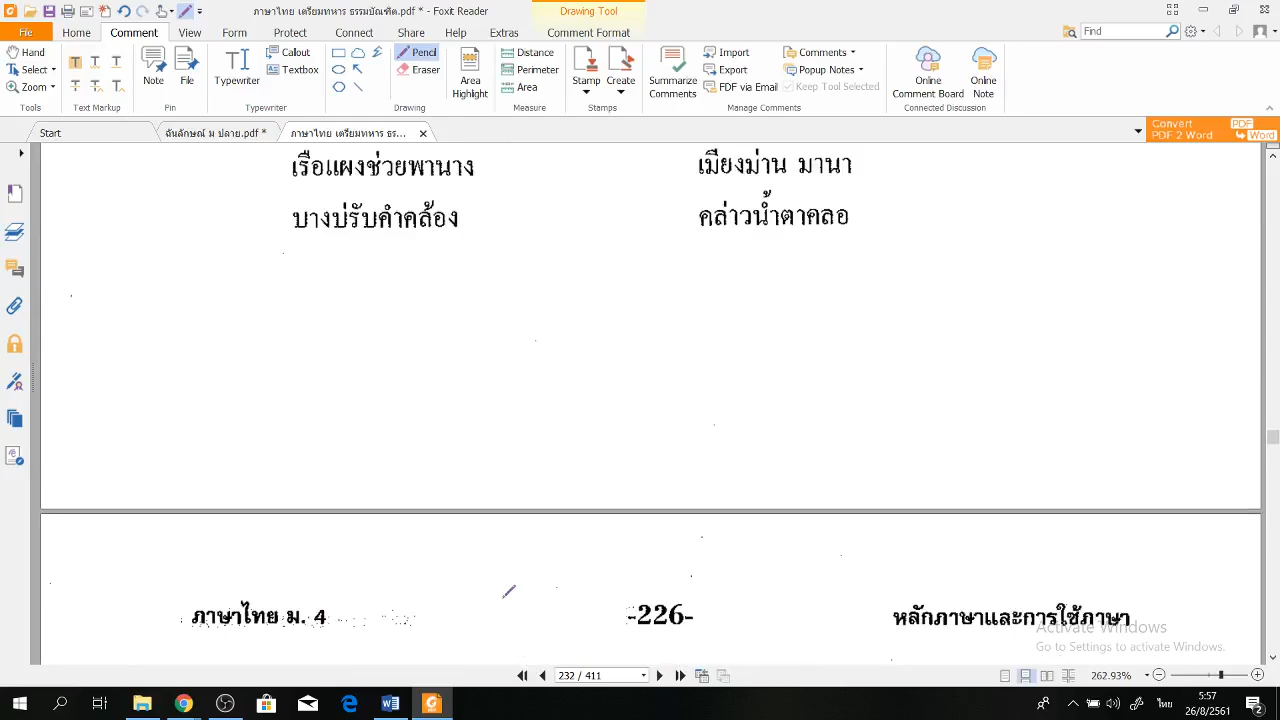 ภาษาไทย เตรียมทหาร ธรรมบัณฑิต.pdf * - Foxit Reader
Drawing Tool
File Home Comment View Form Protect Connect Share Help Extras Comment Format Find
Hand Select Zoom Tools
Text Markup
Note File Pin
Typewriter Callout Textbox Typewriter
Pencil Eraser Drawing
Area Highlight
Distance Perimeter Area Measure
Stamp Create Stamps
Summarize Comments Import Export FDF via Email Comments Popup Notes Keep Tool Selected Manage Comments
Online Comment Board Online Note Connected Discussion
Start ฉันลักษณ์ ม ปลาย.pdf * ภาษาไทย เตรียมทหาร ธร... Convert PDF 2 Word PDF Word
เรือแผงช่วยพานาง เมียงม่าน มานา
บางบ่รับคำคล้อง คล่าวน้ำตาคลอ
ภาษาไทย ม. 4 -226- หลักภาษาและการใช้ภาษา
Activate Windows
Go to Settings to activate Windows.
232 / 411 262.93%
ไทย 5:57
26/8/2561 2